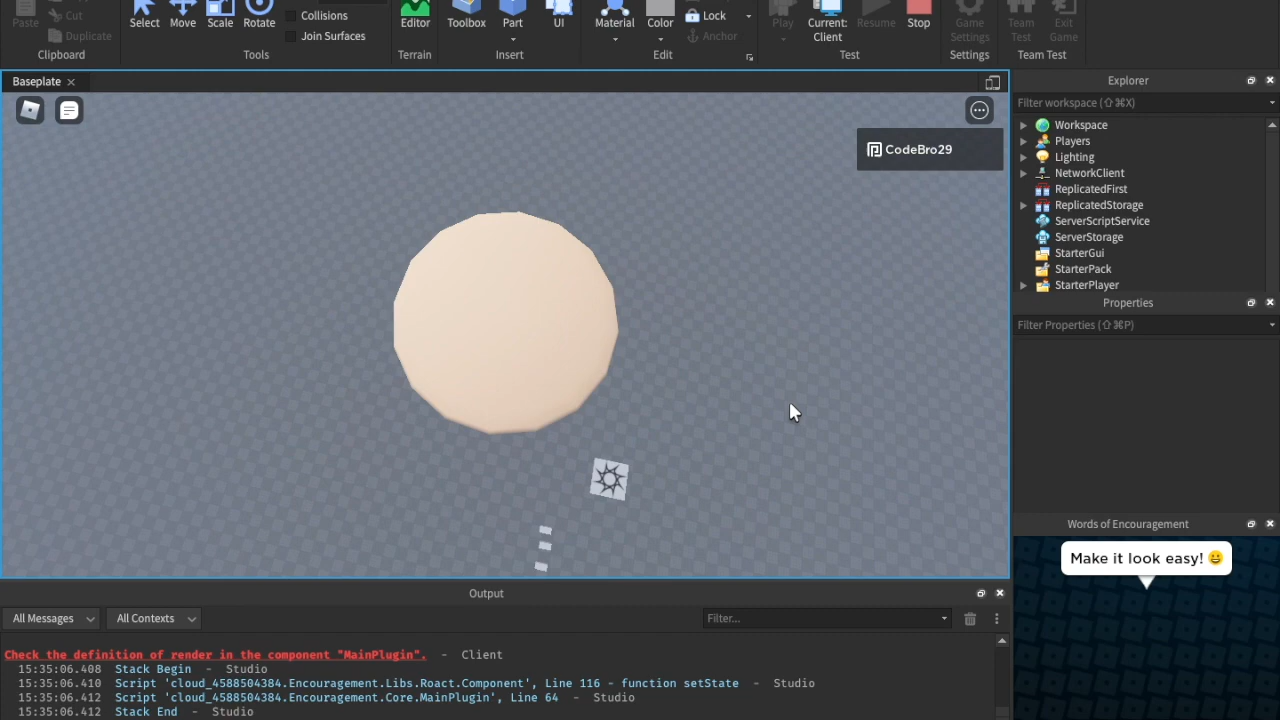 Paste
Cut
Duplicate
Clipboard
Select
Move
Scale
Rotate
Collisions
Join Surfaces
Tools
Editor
Terrain
Toolbox
Part
UI
Insert
Material
Color
Lock
Anchor
Edit
Play
Current:
Client
Resume
Stop
Test
Game
Settings
Settings
Team
Test
Exit
Game
Team Test
Baseplate
CodeBro29
Explorer
Filter workspace (⇧⌘X)
Workspace
Players
Lighting
NetworkClient
ReplicatedFirst
ReplicatedStorage
ServerScriptService
ServerStorage
StarterGui
StarterPack
StarterPlayer
Properties
Filter Properties (⇧⌘P)
Words of Encouragement
Make it look easy! 😀
Output
All Messages
All Contexts
Filter...
Check the definition of render in the component "MainPlugin". - Client
15:35:06.408 Stack Begin - Studio
15:35:06.410 Script 'cloud_4588504384.Encouragement.Libs.Roact.Component', Line 116 - function setState - Studio
15:35:06.412 Script 'cloud_4588504384.Encouragement.Core.MainPlugin', Line 64 - Studio
15:35:06.412 Stack End - Studio